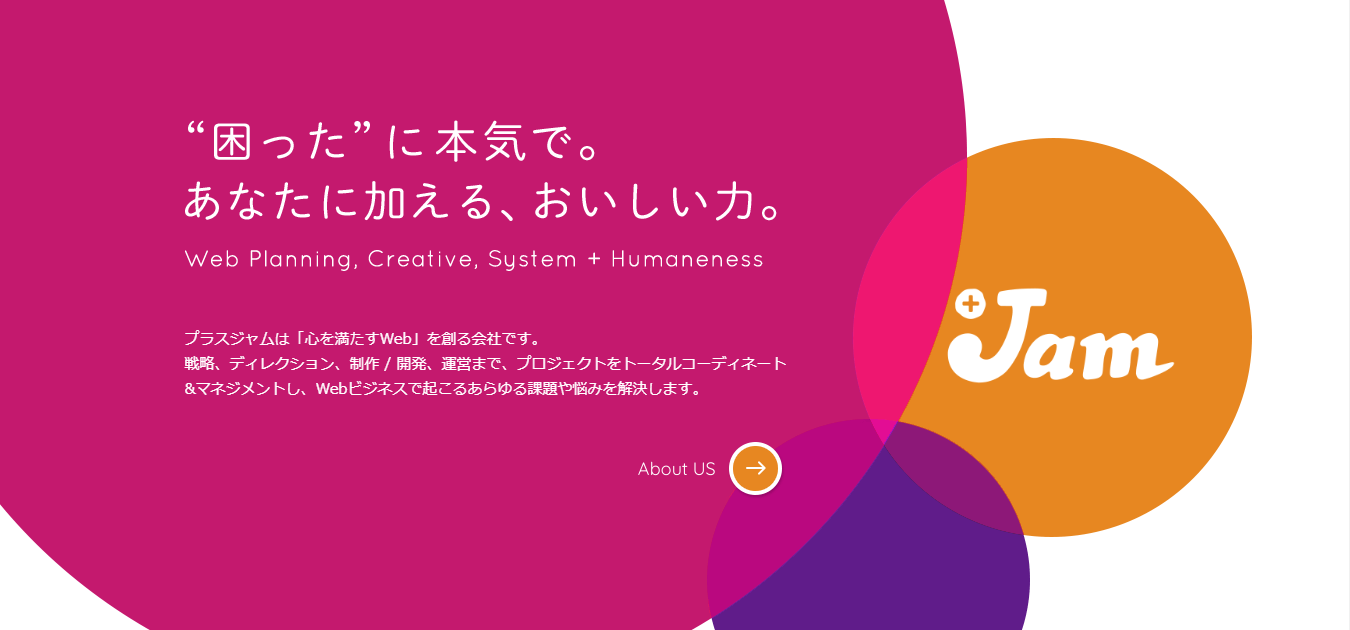 “困った”に本気で。
あなたに加える、おいしい力。
Web Planning, Creative, System + Humaneness
プラスジャムは「心を満たすWeb」を創る会社です。
戦略、ディレクション、制作 / 開発、運営まで、プロジェクトをトータルコーディネート
&マネジメントし、Webビジネスで起こるあらゆる課題や悩みを解決します。
About US
+Jam